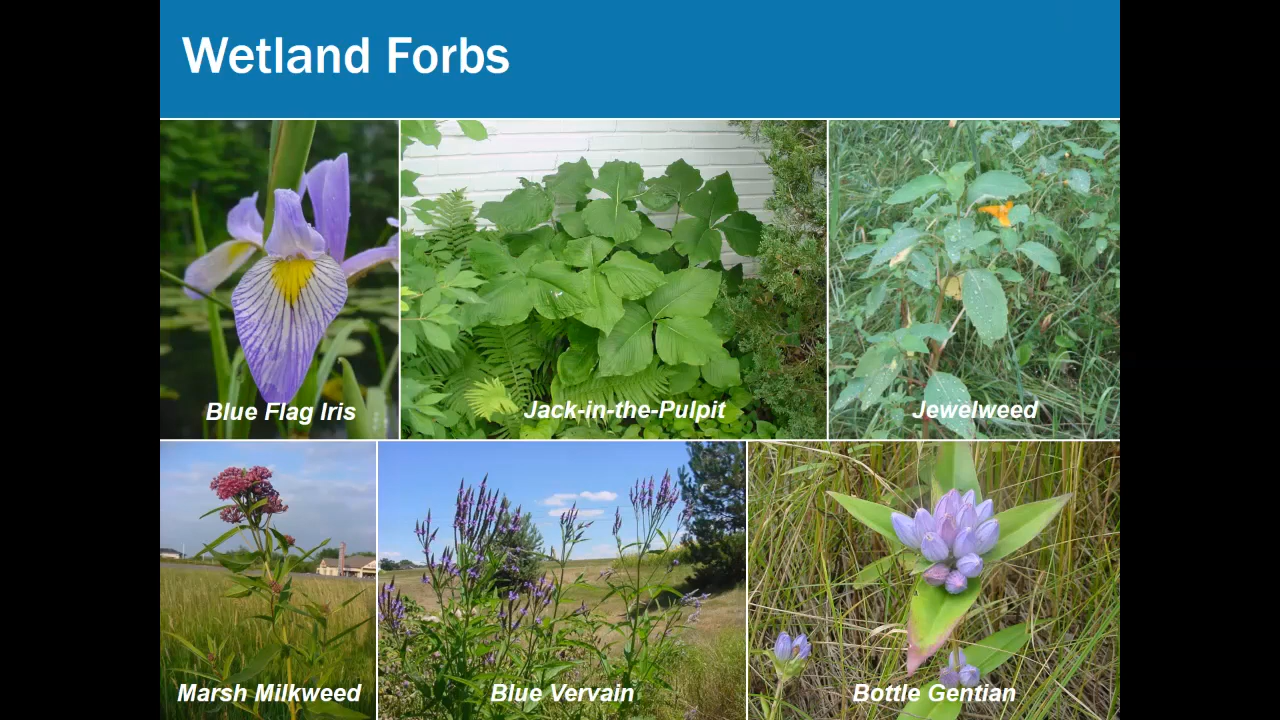 Wetland Forbs
Blue Flag Iris
Jack-in-the-Pulpit
Jewelweed
Marsh Milkweed
Blue Vervain
Bottle Gentian